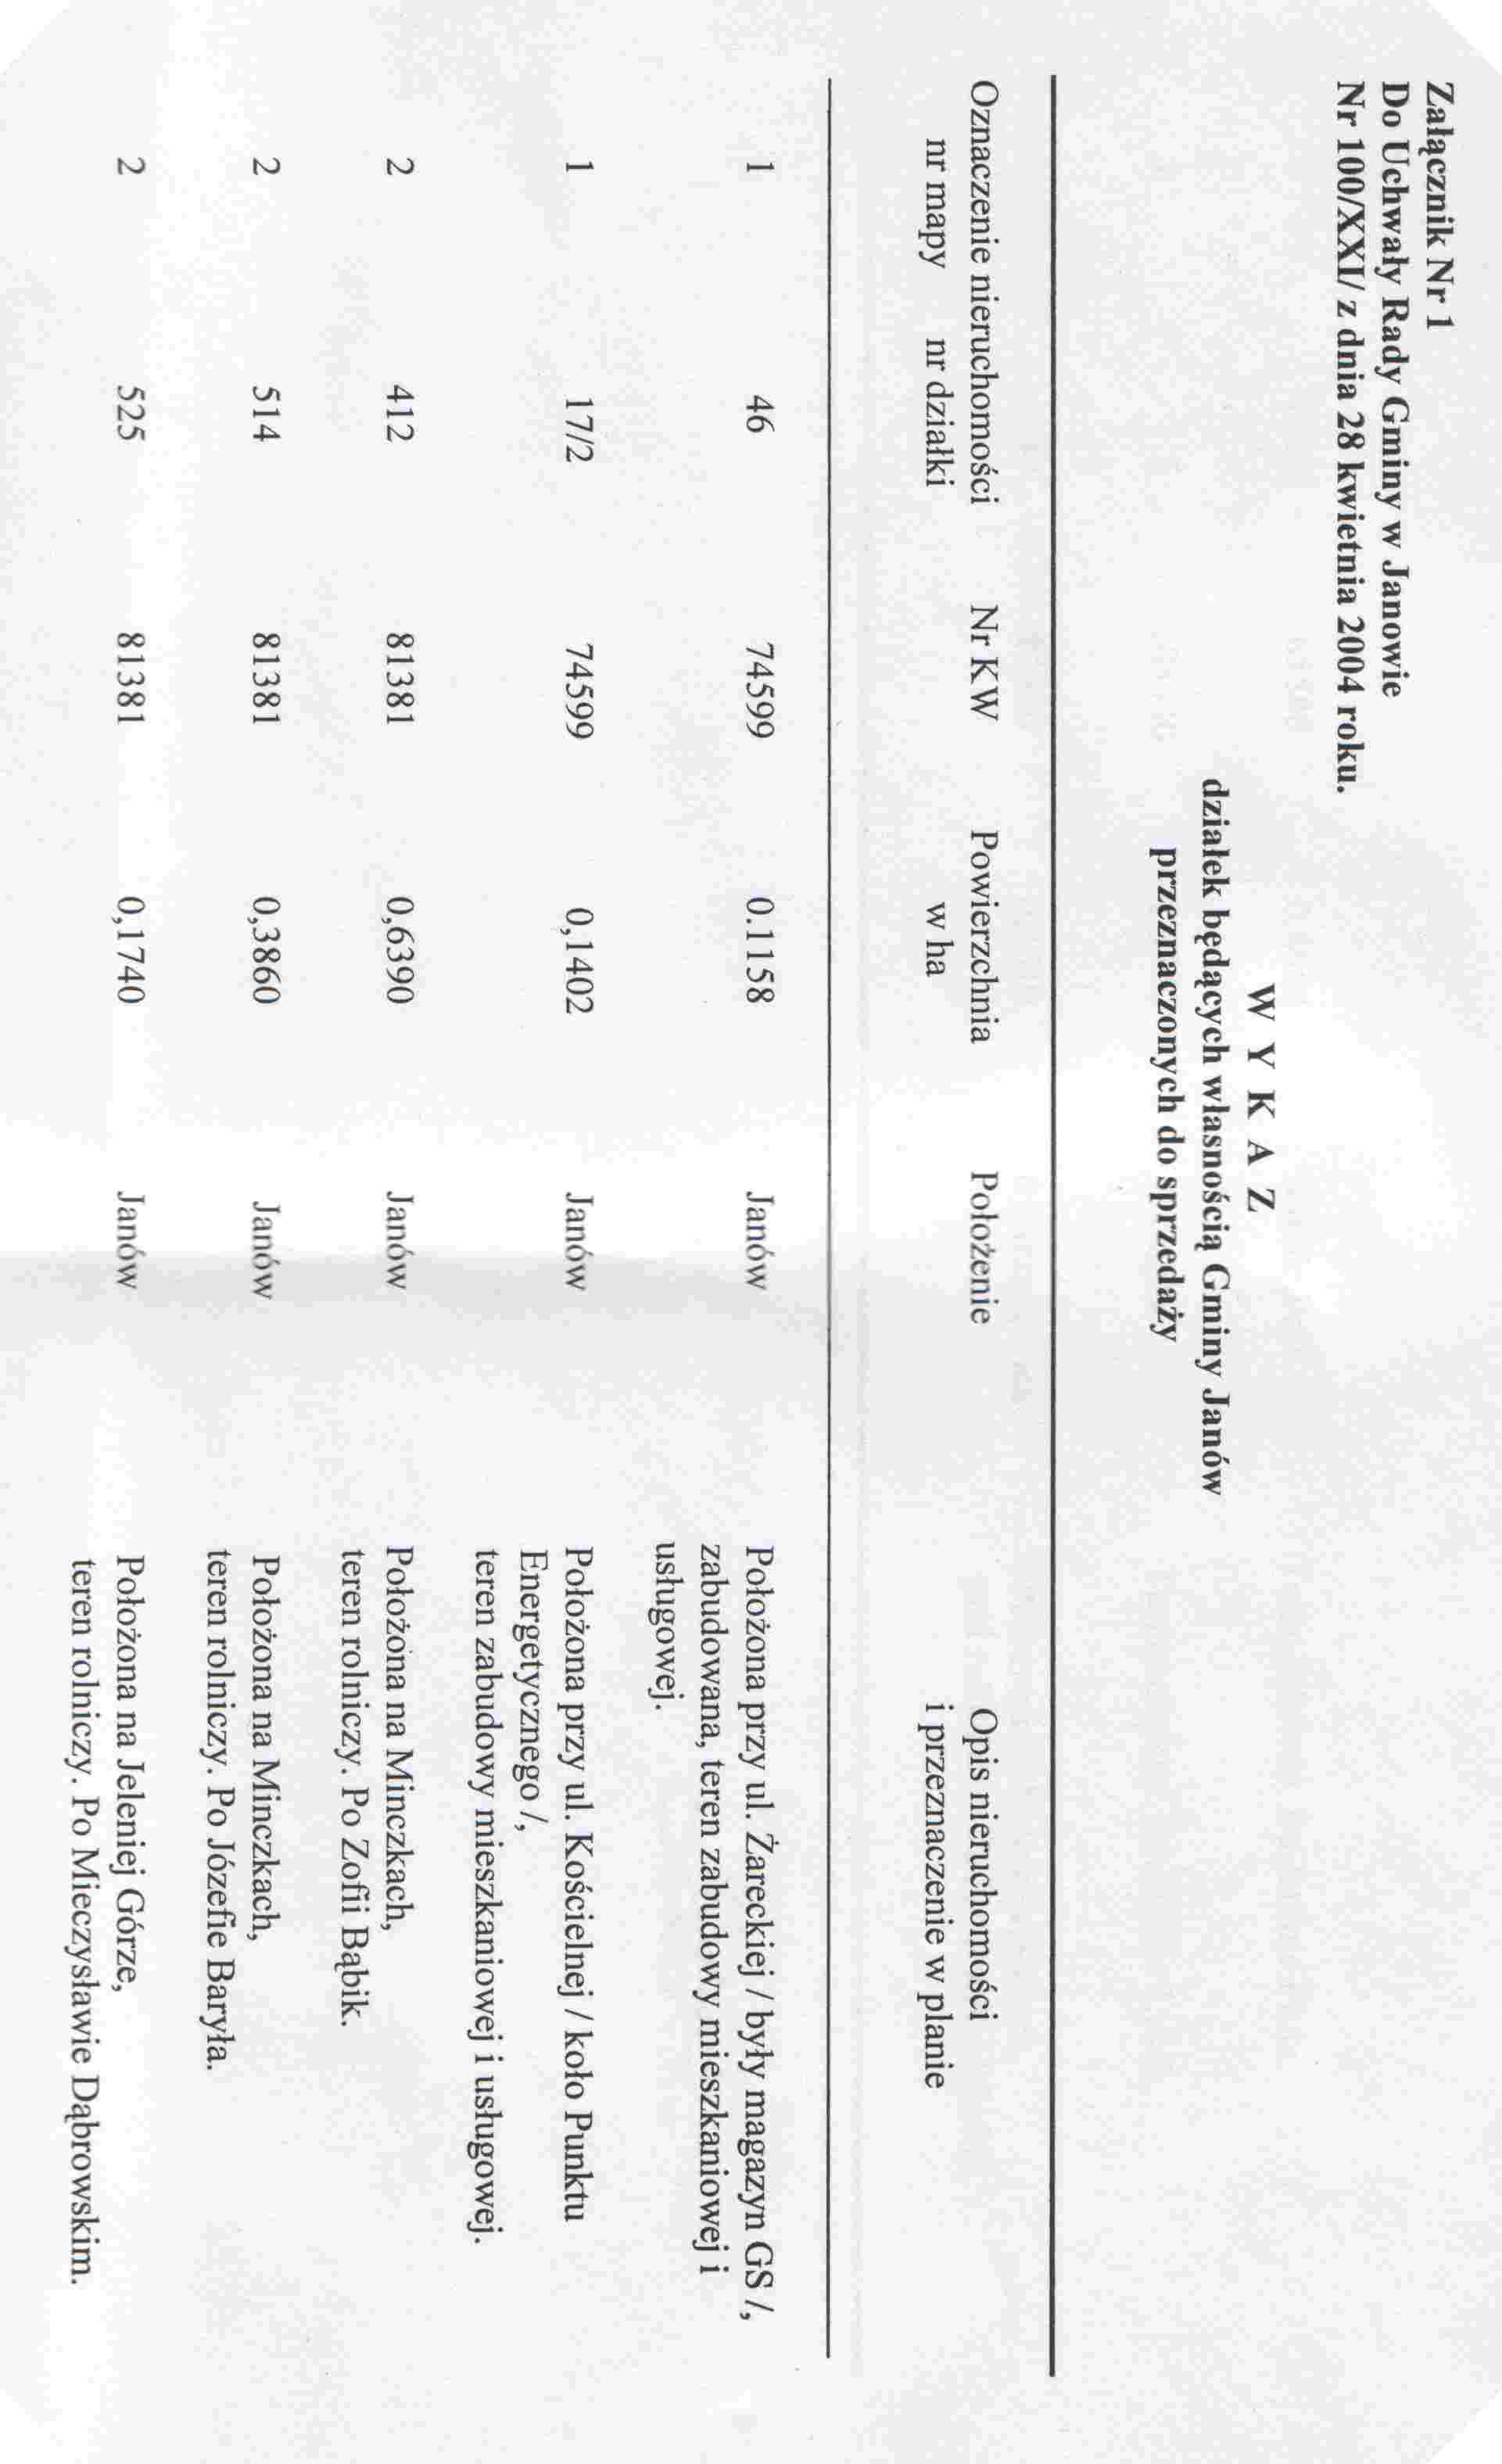 Załącznik Nr 1
Do Uchwały Rady Gminy w Janowie
Nr 100/XXI/ z dnia 28 kwietnia 2004 roku.
W Y K A Z
działek będących własnością Gminy Janów
przeznaczonych do sprzedaży
Oznaczenie nieruchomości Nr KW Powierzchnia Położenie Opis nieruchomości
nr mapy nr działki w ha i przeznaczenie w planie
1 46 74599 0.1158 Janów Położona przy ul. Żareckiej / były magazyn GS /,
zabudowana, teren zabudowy mieszkaniowej i
usługowej.
1 17/2 74599 0,1402 Janów Położona przy ul. Kościelnej / koło Punktu
Energetycznego /,
teren zabudowy mieszkaniowej i usługowej.
2 412 81381 0,6390 Janów Położona na Minczkach,
teren rolniczy. Po Zofii Bąbik.
2 514 81381 0,3860 Janów Położona na Minczkach,
teren rolniczy. Po Józefie Baryła.
2 525 81381 0,1740 Janów Położona na Jeleniej Górze,
teren rolniczy. Po Mieczysławie Dąbrowskim.